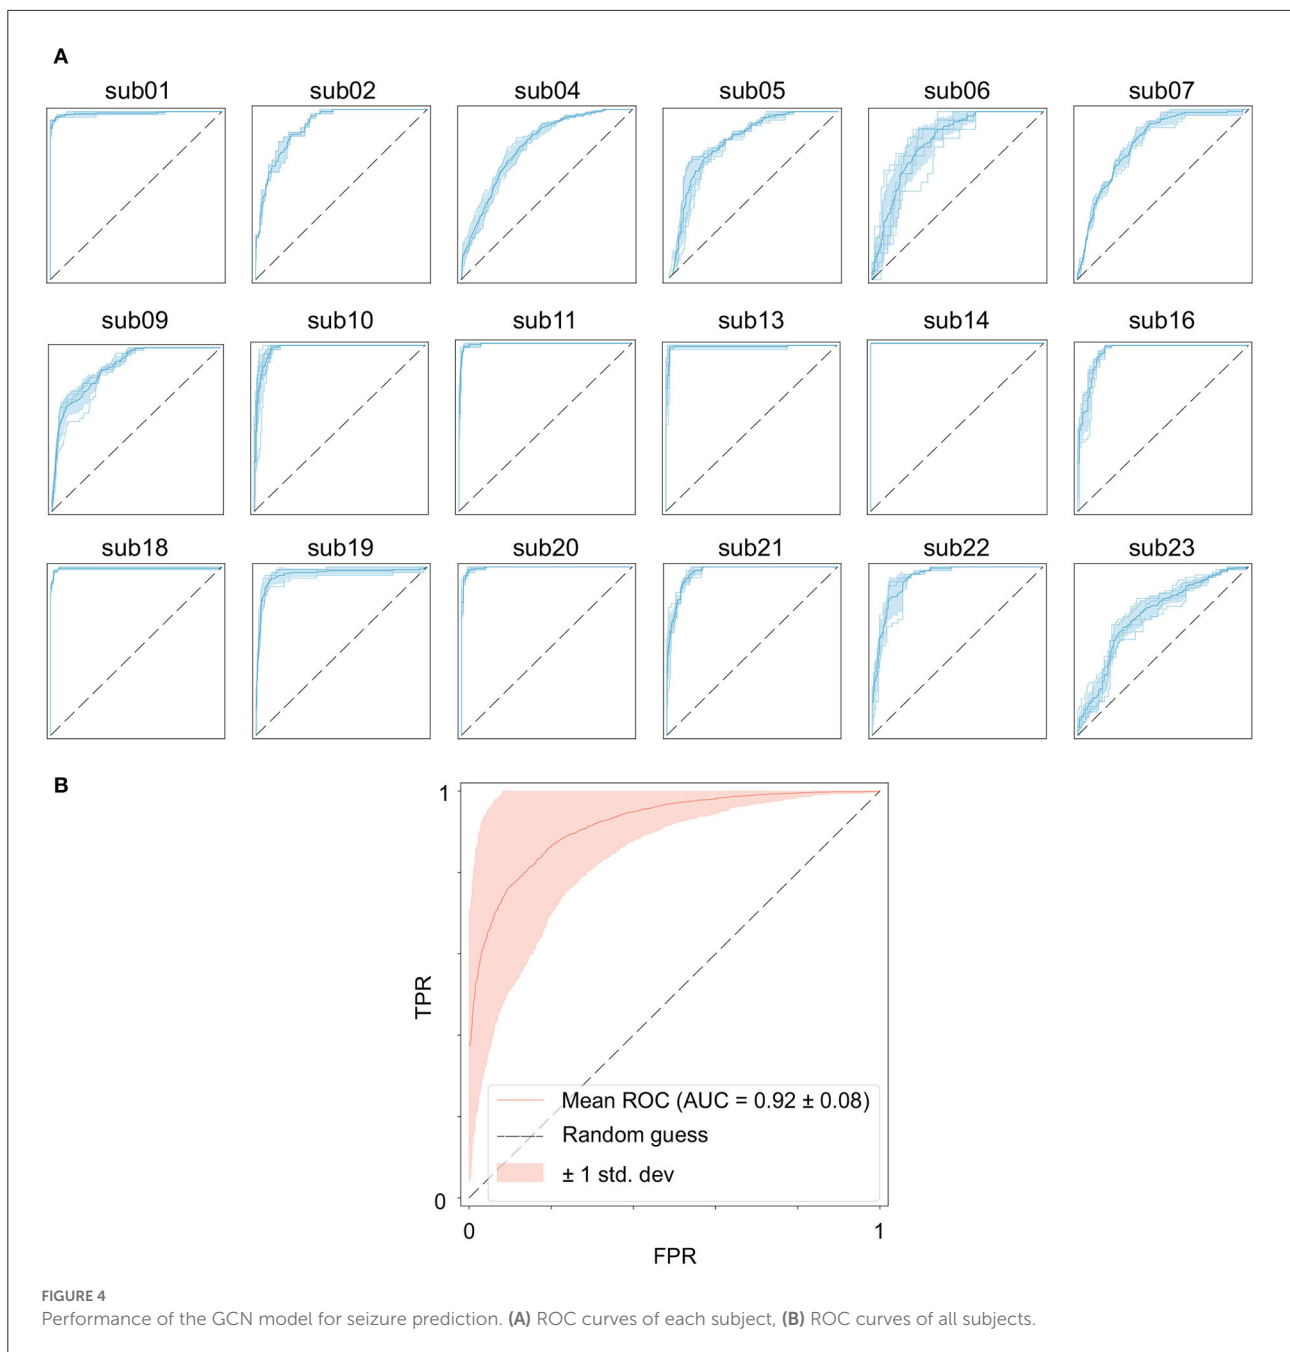 A
sub01 sub02 sub04 sub05 sub06 sub07
sub09 sub10 sub11 sub13 sub14 sub16
sub18 sub19 sub20 sub21 sub22 sub23
B
1
TPR
Mean ROC (AUC = 0.92 ± 0.08)
Random guess
± 1 std. dev
0
0 1
FPR
FIGURE 4
Performance of the GCN model for seizure prediction. (A) ROC curves of each subject, (B) ROC curves of all subjects.